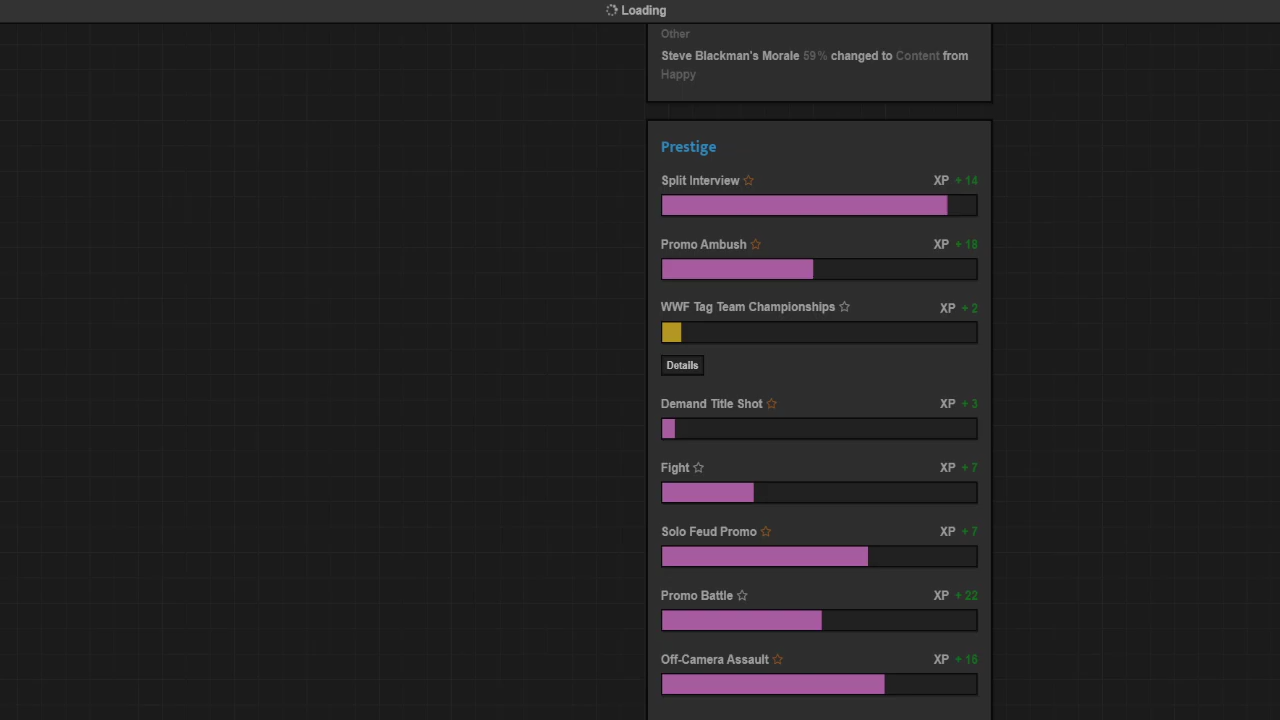 Loading
Other
Steve Blackman's Morale 59% changed to Content from
Happy
Prestige
Split Interview XP + 14
Promo Ambush XP + 18
WWF Tag Team Championships XP + 2
Details
Demand Title Shot XP + 3
Fight XP + 7
Solo Feud Promo XP + 7
Promo Battle XP + 22
Off-Camera Assault XP + 16